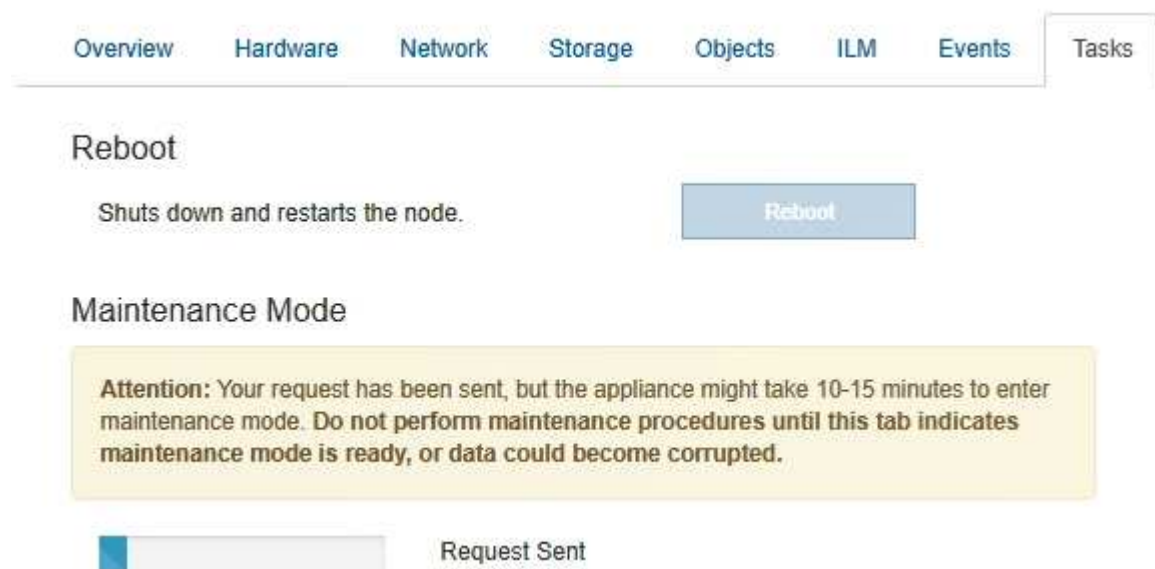 Overview Hardware Network Storage Objects ILM Events Tasks
Reboot
Shuts down and restarts the node. Reboot
Maintenance Mode
Attention: Your request has been sent, but the appliance might take 10-15 minutes to enter
maintenance mode. Do not perform maintenance procedures until this tab indicates
maintenance mode is ready, or data could become corrupted.
Request Sent